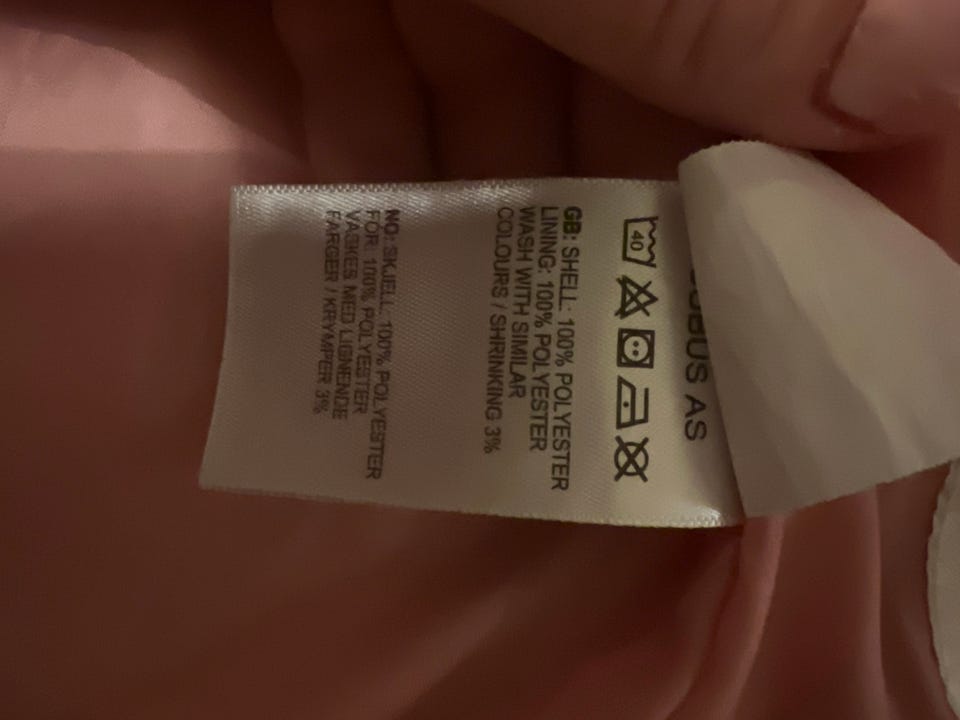 AS
40
GB: SHELL: 100% POLYESTER
LINING: 100% POLYESTER
WASH WITH SIMILAR
COLOURS / SHRINKING 3%
NO: SKJELL: 100% POLYESTER
FOR: 100% POLYESTER
VASKES MED LIGNENDE
FARGER / KRYMPER 3%